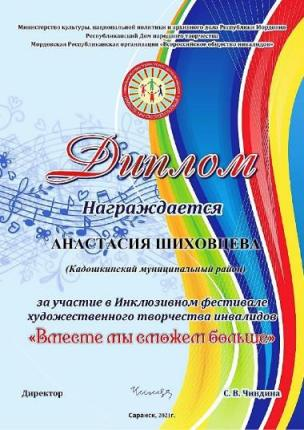 Министерство культуры, национальной политики и архивного дела Республики Мордовия
Республиканский Дом народного творчества
Мордовская Республиканская организация «Всероссийское общество инвалидов»
Диплом
Награждается
АНАСТАСИЯ ШИХОВЦЕВА
(Кадошкинский муниципальный район)
за участие в Инклюзивном фестивале
художественного творчества инвалидов
«Вместе мы сможем больше»
Директор С. В. Чиндина
Саранск, 2021г.